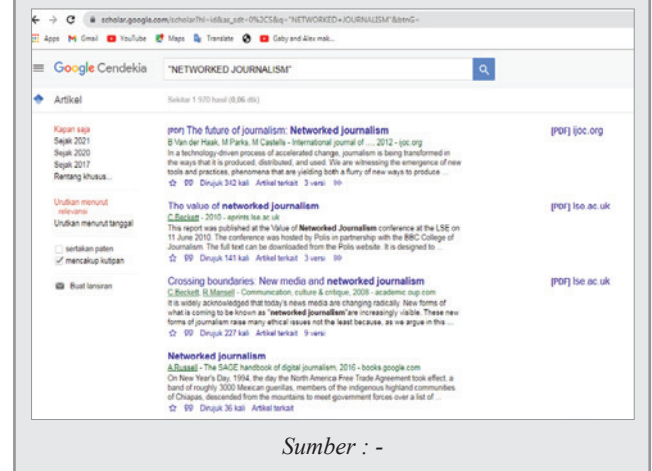 scholar.google.com/scholar?hl=id&as_sdt=0%2C5&q="NETWORKED+JOURNALISM"&btnG=
Apps Gmail YouTube Maps Translate Gaby and Alex mak...
Google Cendekia "NETWORKED JOURNALISM"
Artikel Sekitar 1.920 hasil (0,06 dtk)
Kapan saja
Sejak 2021
Sejak 2020
Sejak 2017
Rentang khusus...
Urutkan menurut
relevansi
Urutkan menurut tanggal
sertakan paten
mencakup kutipan
Buat lansiran
[PDF] The future of journalism: Networked journalism
B Van der Haak, M Parks, M Castells - International journal of ..., 2012 - ijoc.org
In a technology-driven process of accelerated change, journalism is being transformed in
the ways that it is produced, distributed, and used. We are witnessing the emergence of new
tools and practices, phenomena that are yielding both a flurry of new ways to produce ...
Dirujuk 342 kali Artikel terkait 3 versi
[PDF] ijoc.org
The value of networked journalism
C Beckett - 2010 - eprints.lse.ac.uk
This report was published at the Value of Networked Journalism conference at the LSE on
11 June 2010. The conference was hosted by Polis in partnership with the BBC College of
Journalism. The full text can be downloaded from the Polis website. It is designed to ...
Dirujuk 141 kali Artikel terkait 3 versi
[PDF] lse.ac.uk
Crossing boundaries: New media and networked journalism
C Beckett, R Mansell - Communication, culture & critique, 2008 - academic.oup.com
It is widely acknowledged that today's news media are changing radically. New forms of
what is coming to be known as "networked journalism"are increasingly visible. These new
forms of journalism raise many ethical issues not the least because, as we argue in this ...
Dirujuk 227 kali Artikel terkait 9 versi
[PDF] lse.ac.uk
Networked journalism
A Russell - The SAGE handbook of digital journalism, 2016 - books.google.com
On New Year's Day, 1994, the day the North America Free Trade Agreement took effect, a
band of roughly 3000 Mexican guerillas, members of the indigenous highland communities
of Chiapas, descended from the mountains to meet government forces over a list of ...
Dirujuk 36 kali Artikel terkait
Sumber : -